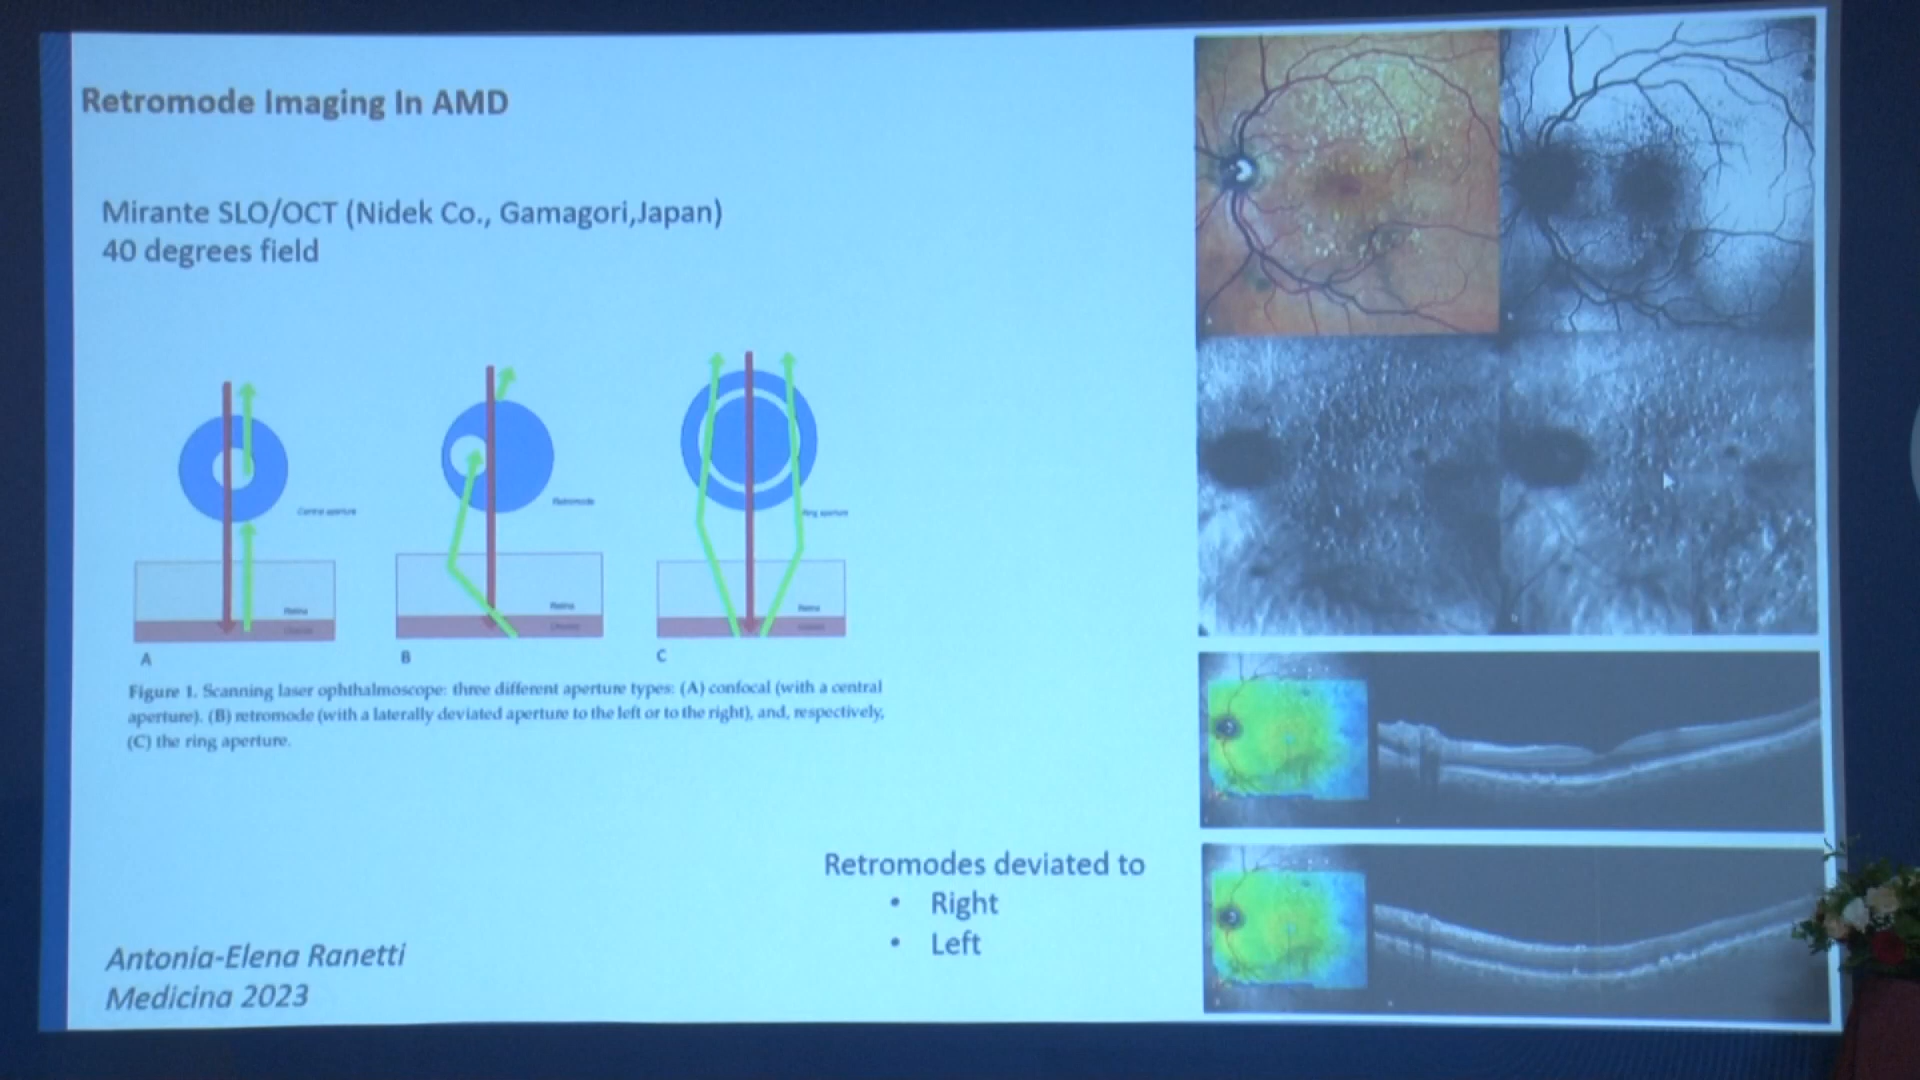 Retromode Imaging In AMD
Mirante SLO/OCT (Nidek Co., Gamagori,Japan)
40 degrees field
Central aperture
Retromode
Ring aperture
Retina
Choroid
Retina
Choroid
Retina
A
B
C
Figure 1. Scanning laser ophthalmoscope: three different aperture types: (A) confocal (with a central
aperture). (B) retromode (with a laterally deviated aperture to the left or to the right), and, respectively,
(C) the ring aperture.
Retromodes deviated to
• Right
• Left
Antonia-Elena Ranetti
Medicina 2023